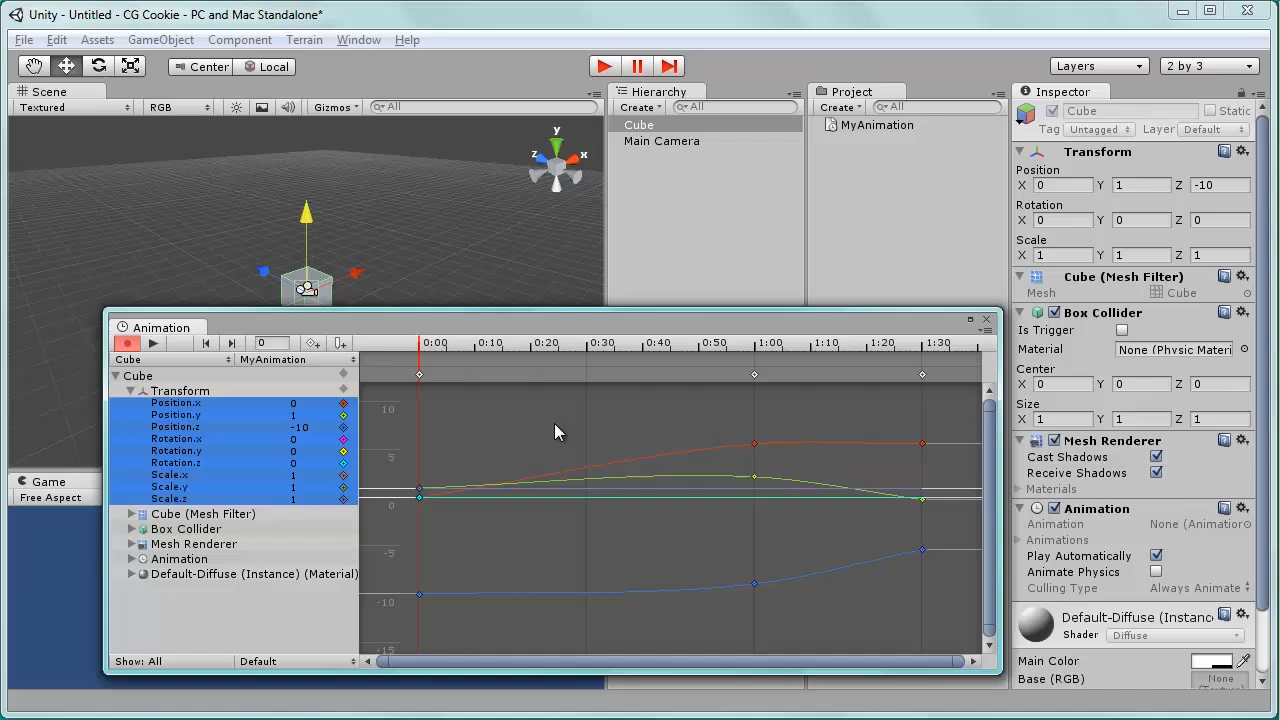 Unity - Untitled - CG Cookie - PC and Mac Standalone*
File Edit Assets GameObject Component Terrain Window Help
Center Local Layers 2 by 3
Scene
Textured RGB Gizmos All
y
z x
Hierarchy
Create All
Cube
Main Camera
Project
Create All
MyAnimation
Inspector
Cube Static
Tag Untagged Layer Default
Transform
Position
X 0 Y 1 Z -10
Rotation
X 0 Y 0 Z 0
Scale
X 1 Y 1 Z 1
Cube (Mesh Filter)
Mesh Cube
Box Collider
Is Trigger
Material None (Physic Materi
Center
X 0 Y 0 Z 0
Size
X 1 Y 1 Z 1
Mesh Renderer
Cast Shadows
Receive Shadows
Materials
Animation
Animation None (Animatior
Animations
Play Automatically
Animate Physics
Culling Type Always Animate
Default-Diffuse (Instanc
Shader Diffuse
Main Color
Base (RGB) None
Game
Free Aspect
Animation
0 0:00 0:10 0:20 0:30 0:40 0:50 1:00 1:10 1:20 1:30
Cube MyAnimation
Cube
Transform
Position.x 0
Position.y 1
Position.z -10
Rotation.x 0
Rotation.y 0
Rotation.z 0
Scale.x 1
Scale.y 1
Scale.z 1
Cube (Mesh Filter)
Box Collider
Mesh Renderer
Animation
Default-Diffuse (Instance) (Material)
Show: All Default
10
5
0
-5
-10
-15